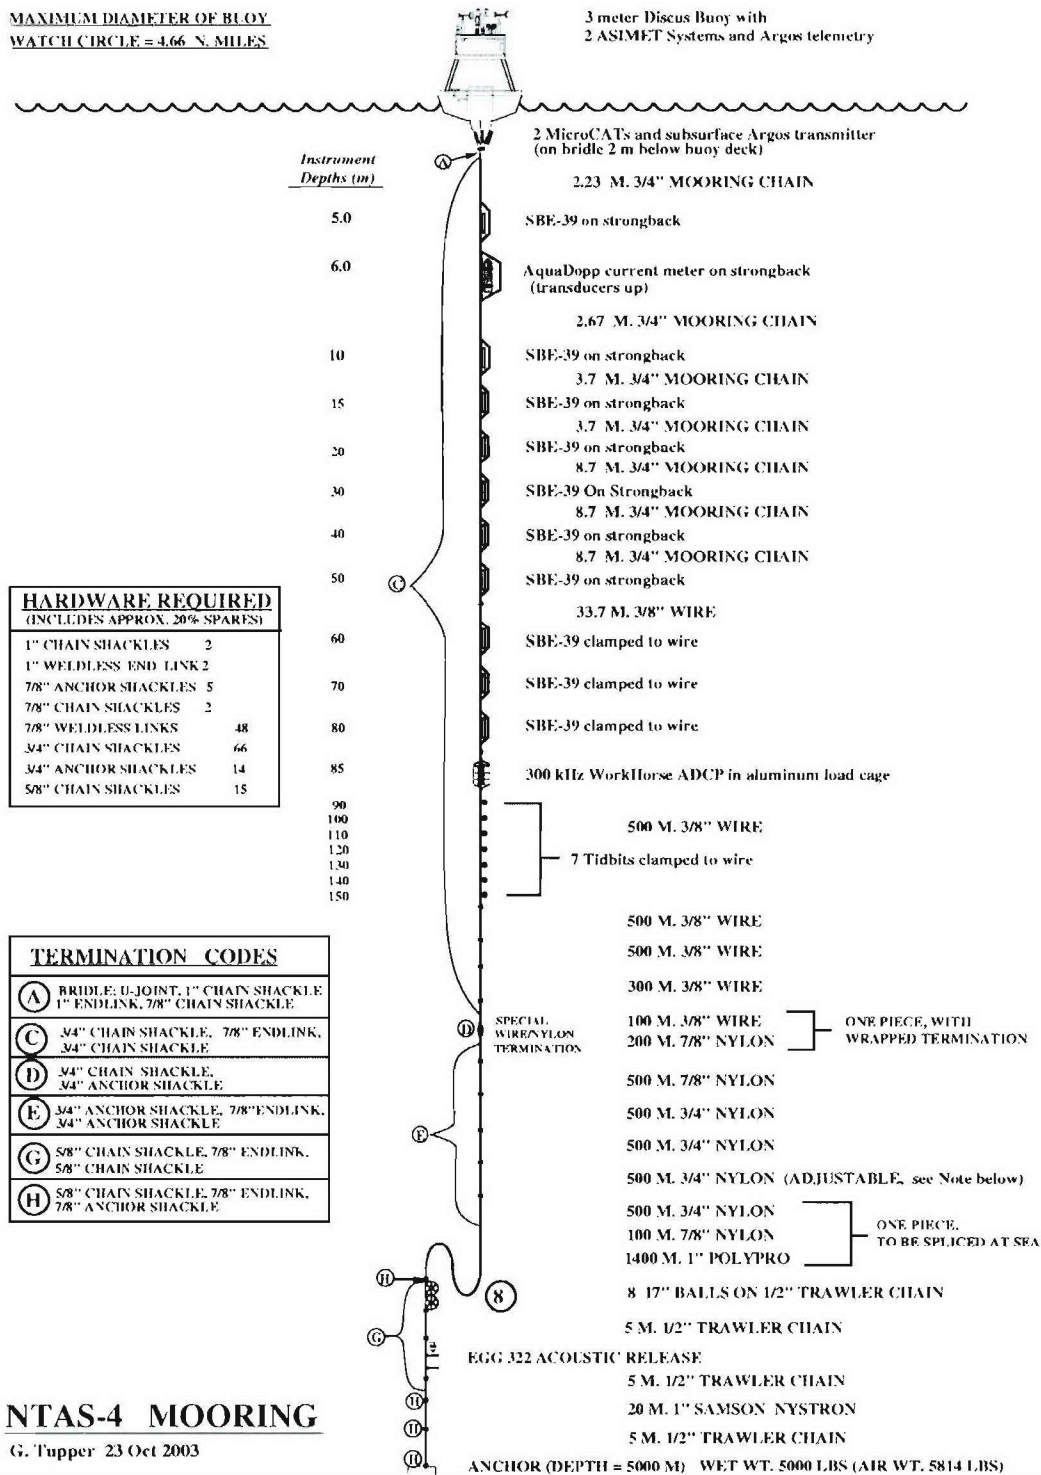 MAXIMUM DIAMETER OF BUOY
WATCH CIRCLE = 4.66 N. MILES
3 meter Discus Buoy with
2 ASIMET Systems and Argos telemetry
2 MicroCATs and subsurface Argos transmitter
(on bridle 2 m below buoy deck)
A
Instrument
Depths (m)
2.23 M. 3/4" MOORING CHAIN
5.0
SBE-39 on strongback
6.0
AquaDopp current meter on strongback
(transducers up)
2.67 M. 3/4" MOORING CHAIN
10
SBE-39 on strongback
3.7 M. 3/4" MOORING CHAIN
15
SBE-39 on strongback
3.7 M. 3/4" MOORING CHAIN
20
SBE-39 on strongback
8.7 M. 3/4" MOORING CHAIN
30
SBE-39 On Strongback
8.7 M. 3/4" MOORING CHAIN
40
SBE-39 on strongback
8.7 M. 3/4" MOORING CHAIN
50
SBE-39 on strongback
C
33.7 M. 3/8" WIRE
60
SBE-39 clamped to wire
70
SBE-39 clamped to wire
80
SBE-39 clamped to wire
85
300 kHz WorkHorse ADCP in aluminum load cage
90
100
110
120
130
140
150
500 M. 3/8" WIRE
7 Tidbits clamped to wire
HARDWARE REQUIRED
(INCLUDES APPROX. 20% SPARES)
1" CHAIN SHACKLES 2
1" WELDLESS END LINK 2
7/8" ANCHOR SHACKLES 5
7/8" CHAIN SHACKLES 2
7/8" WELDLESS LINKS 48
3/4" CHAIN SHACKLES 66
3/4" ANCHOR SHACKLES 14
5/8" CHAIN SHACKLES 15
500 M. 3/8" WIRE
500 M. 3/8" WIRE
300 M. 3/8" WIRE
D
SPECIAL
WIRE/NYLON
TERMINATION
100 M. 3/8" WIRE
200 M. 7/8" NYLON
ONE PIECE, WITH
WRAPPED TERMINATION
500 M. 7/8" NYLON
500 M. 3/4" NYLON
E
500 M. 3/4" NYLON
500 M. 3/4" NYLON (ADJUSTABLE, see Note below)
500 M. 3/4" NYLON
100 M. 7/8" NYLON
1400 M. 1" POLYPRO
ONE PIECE,
TO BE SPLICED AT SEA
TERMINATION CODES
A BRIDLE: U-JOINT, 1" CHAIN SHACKLE
1" ENDLINK, 7/8" CHAIN SHACKLE
C 3/4" CHAIN SHACKLE, 7/8" ENDLINK,
3/4" CHAIN SHACKLE
D 3/4" CHAIN SHACKLE,
3/4" ANCHOR SHACKLE
E 3/4" ANCHOR SHACKLE, 7/8"ENDLINK,
3/4" ANCHOR SHACKLE
G 5/8" CHAIN SHACKLE, 7/8" ENDLINK,
5/8" CHAIN SHACKLE
H 5/8" CHAIN SHACKLE, 7/8" ENDLINK,
7/8" ANCHOR SHACKLE
H
8
8 17" BALLS ON 1/2" TRAWLER CHAIN
G
5 M. 1/2" TRAWLER CHAIN
EGG 322 ACOUSTIC RELEASE
5 M. 1/2" TRAWLER CHAIN
H
20 M. 1" SAMSON NYSTRON
H
5 M. 1/2" TRAWLER CHAIN
H
ANCHOR (DEPTH = 5000 M) WET WT. 5000 LBS (AIR WT. 5814 LBS)
NTAS-4 MOORING
G. Tupper 23 Oct 2003